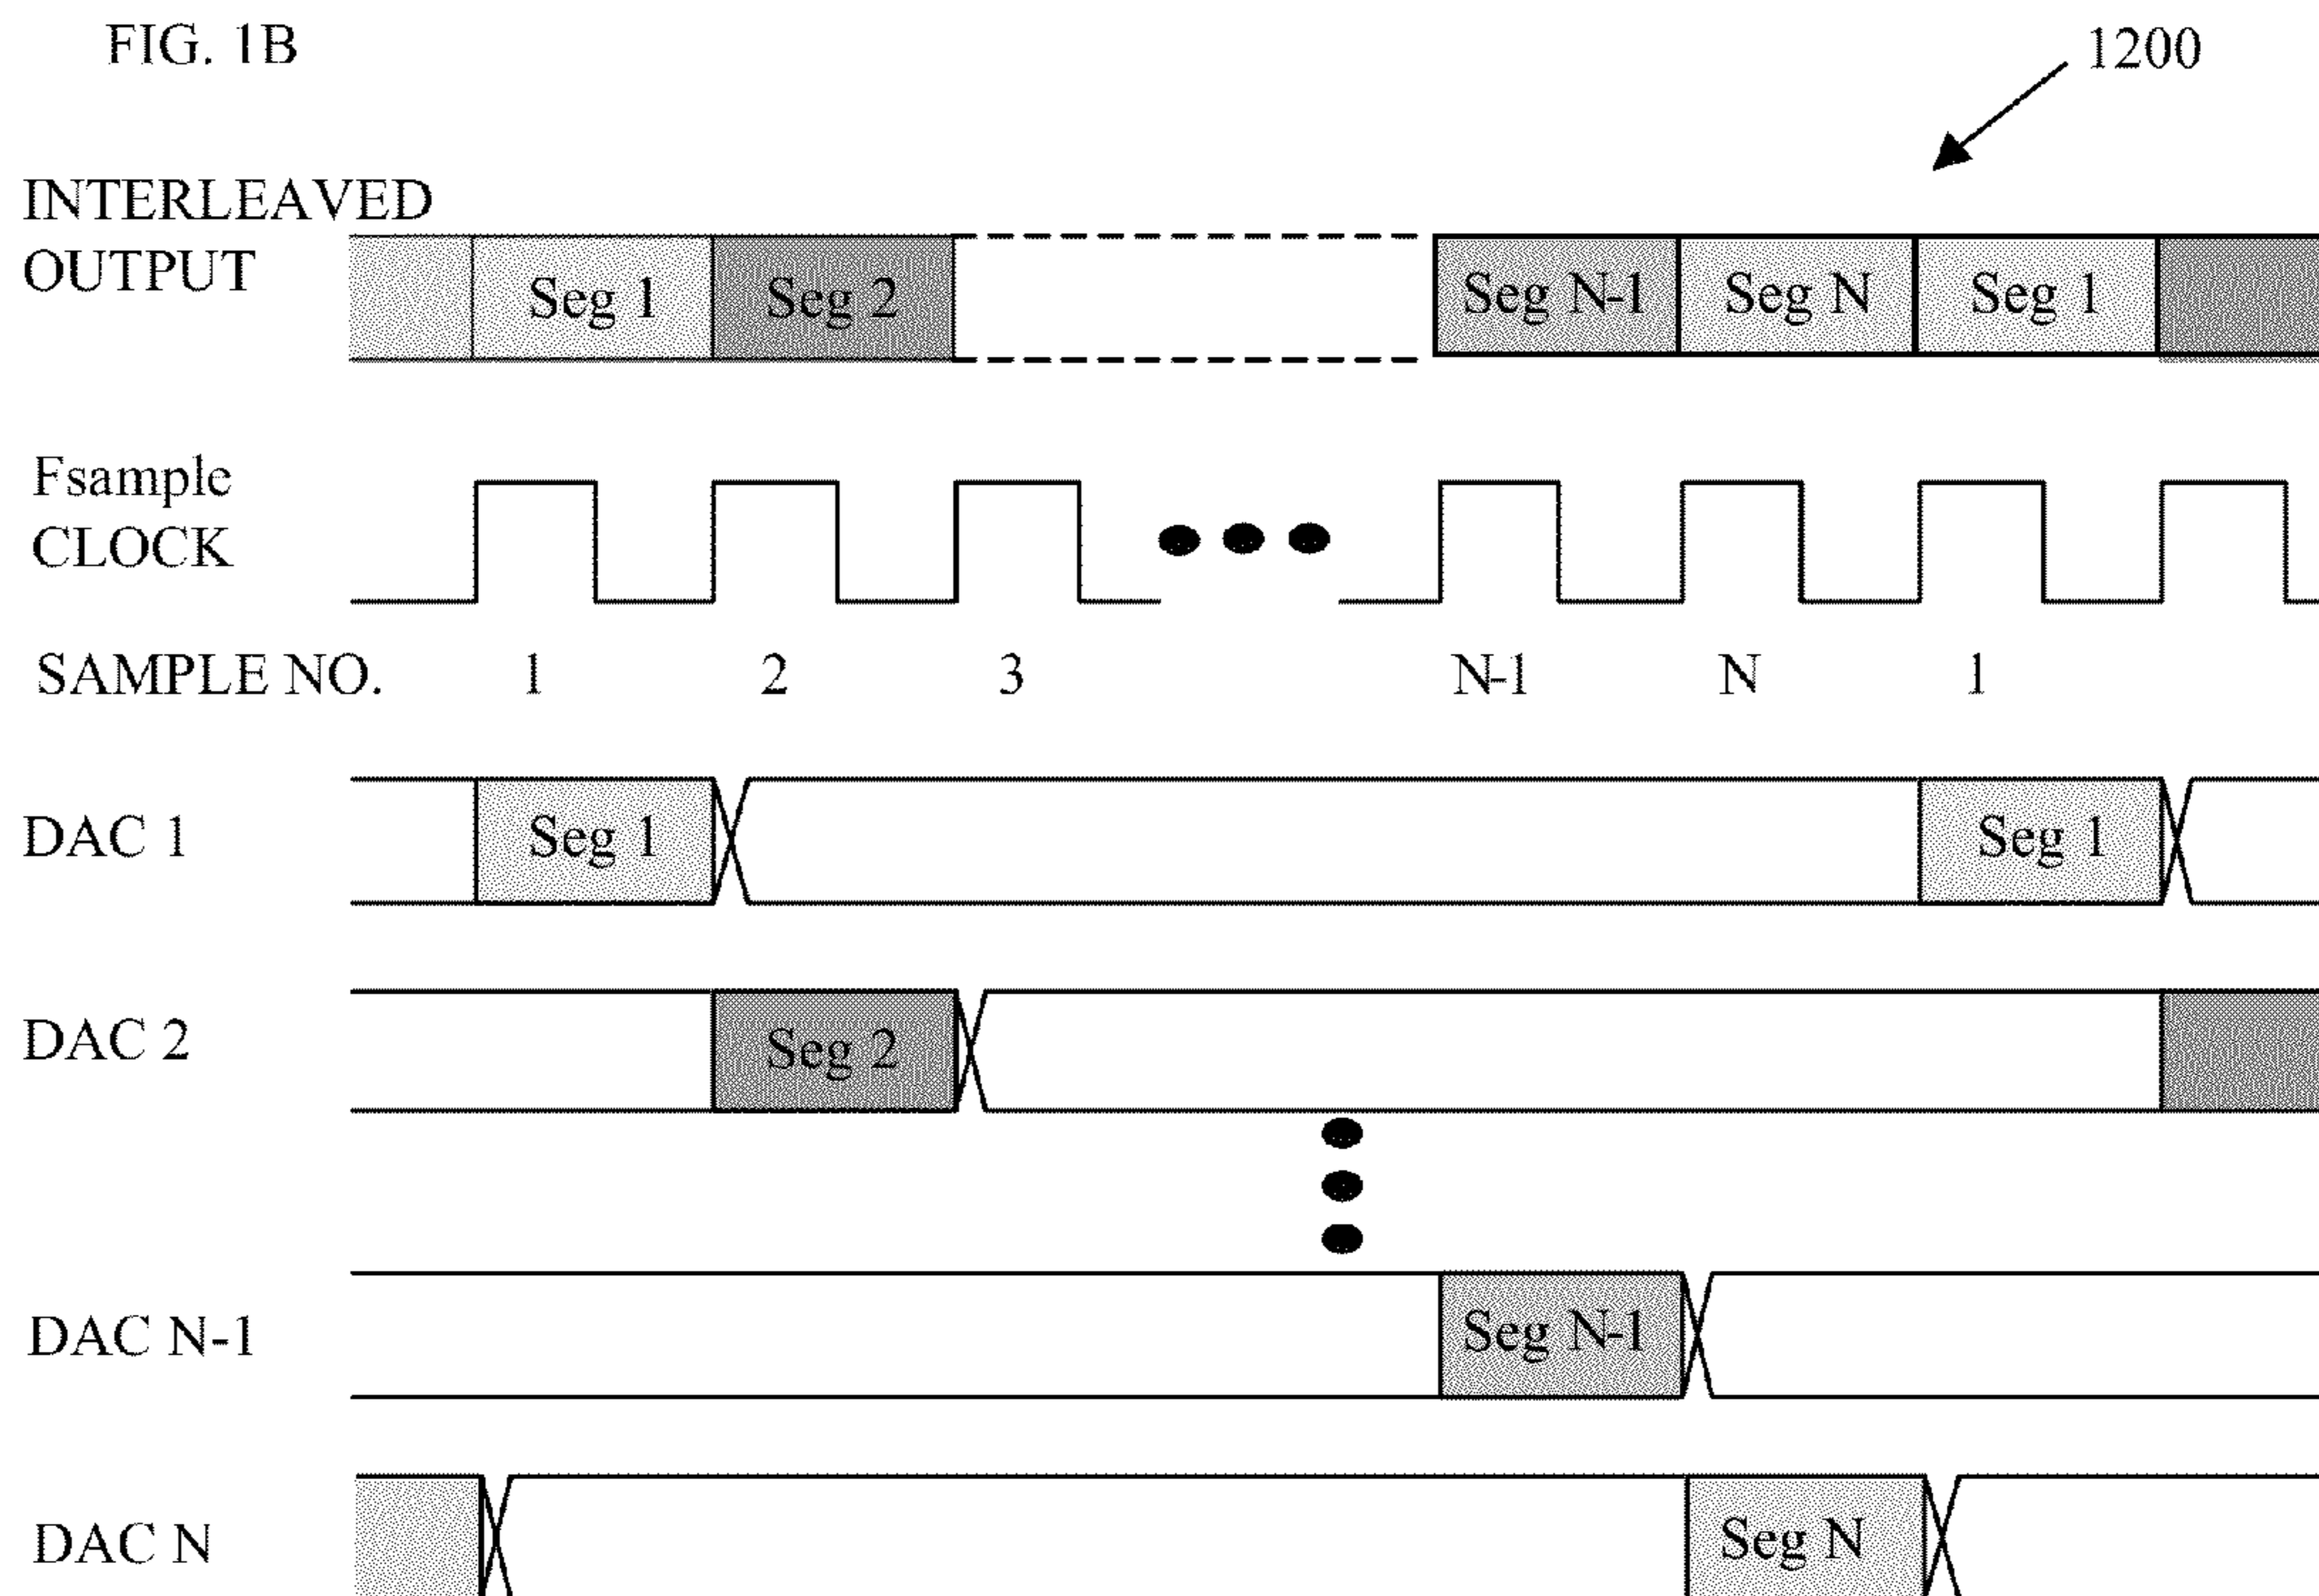 FIG. 1B
1200
INTERLEAVED
OUTPUT
Seg 1 Seg 2 Seg N-1 Seg N Seg 1
Fsample
CLOCK
SAMPLE NO. 1 2 3 N-1 N 1
DAC 1 Seg 1 Seg 1
DAC 2 Seg 2
DAC N-1 Seg N-1
DAC N Seg N